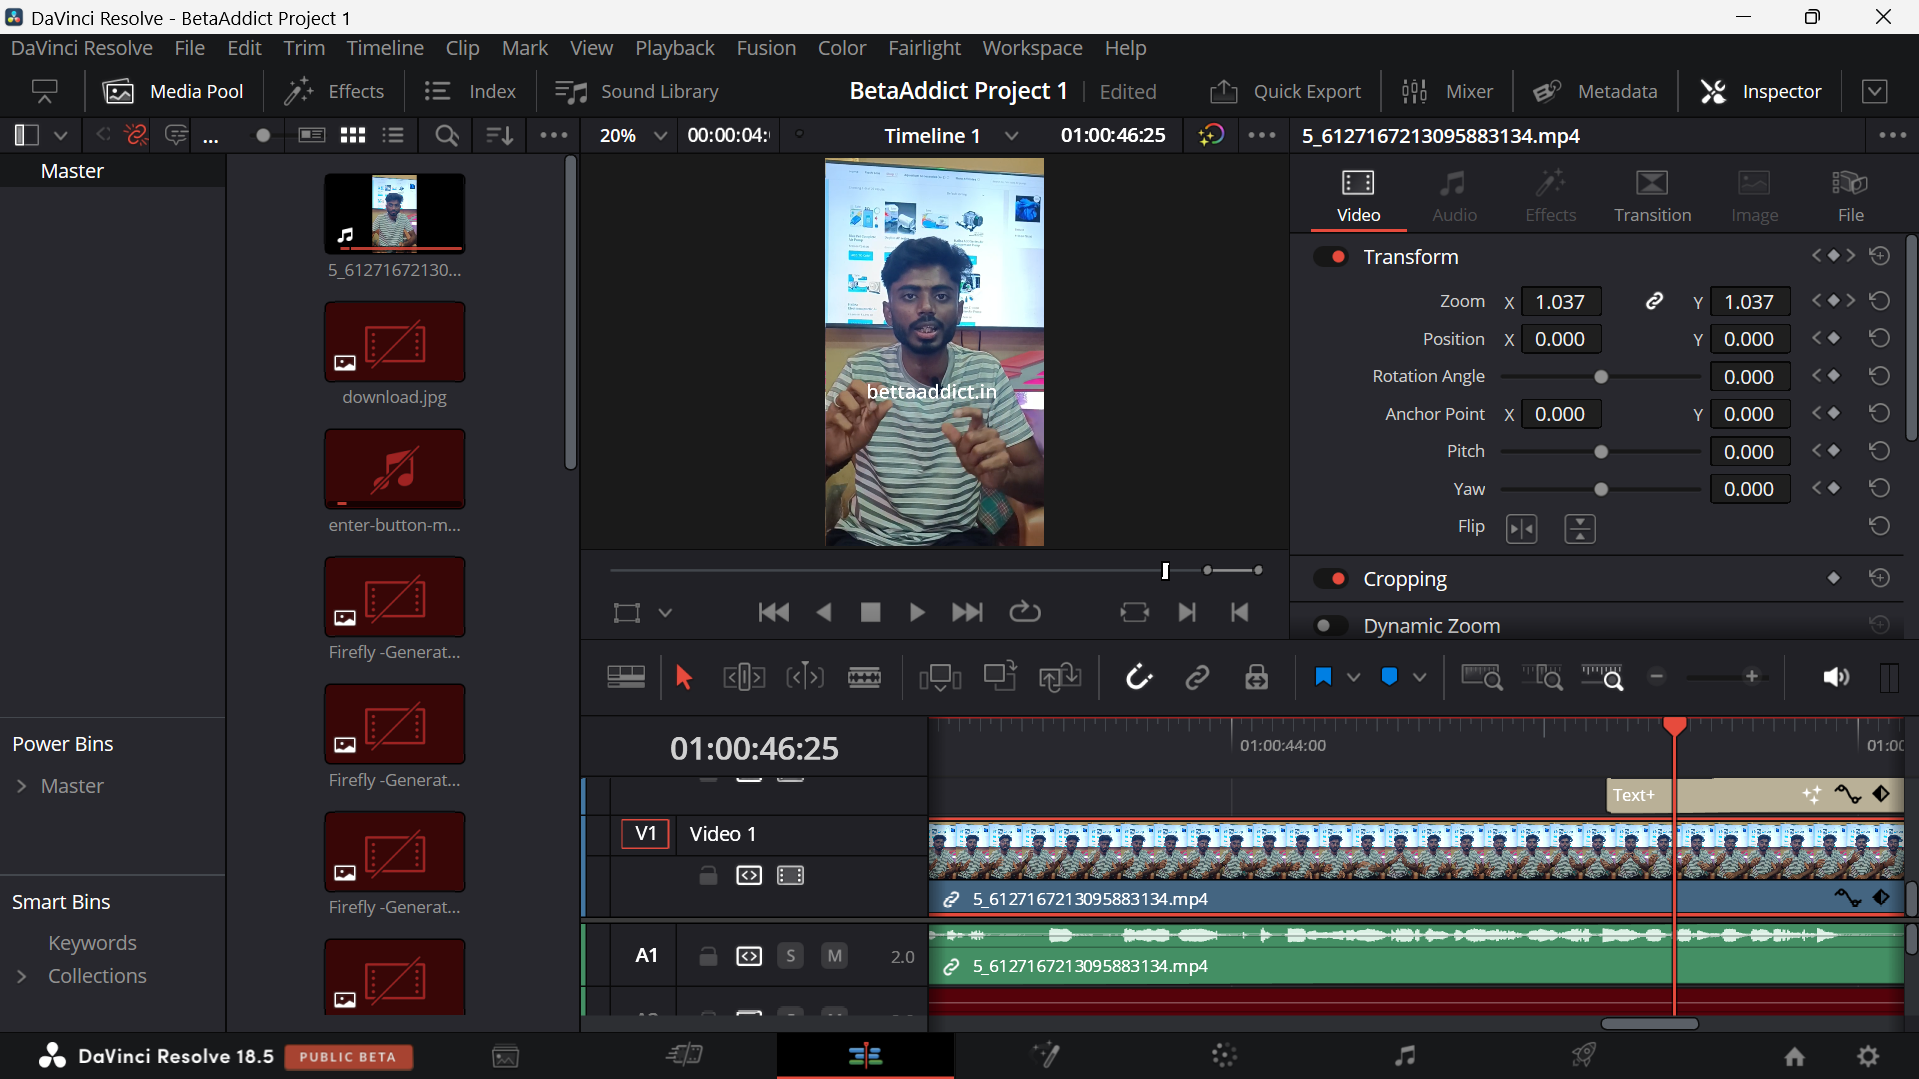 DaVinci Resolve - BetaAddict Project 1
DaVinci Resolve File Edit Trim Timeline Clip Mark View Playback Fusion Color Fairlight Workspace Help
Media Pool Effects Index Sound Library BetaAddict Project 1 Edited Quick Export Mixer Metadata Inspector
... 20% 00:00:04: Timeline 1 01:00:46:25 5_6127167213095883134.mp4
Master
Video Audio Effects Transition Image File
5_61271672130...
Transform
Zoom X 1.037 Y 1.037
Position X 0.000 Y 0.000
Rotation Angle 0.000
Anchor Point X 0.000 Y 0.000
Pitch 0.000
Yaw 0.000
Flip
Cropping
Dynamic Zoom
bettaaddict.in
download.jpg
enter-button-m...
Firefly -Generat...
Firefly -Generat...
Firefly -Generat...
Power Bins
Master
Smart Bins
Keywords
Collections
01:00:46:25
01:00:44:00
01:00
Text+
V1 Video 1
5_6127167213095883134.mp4
A1 S M 2.0
5_6127167213095883134.mp4
DaVinci Resolve 18.5 PUBLIC BETA